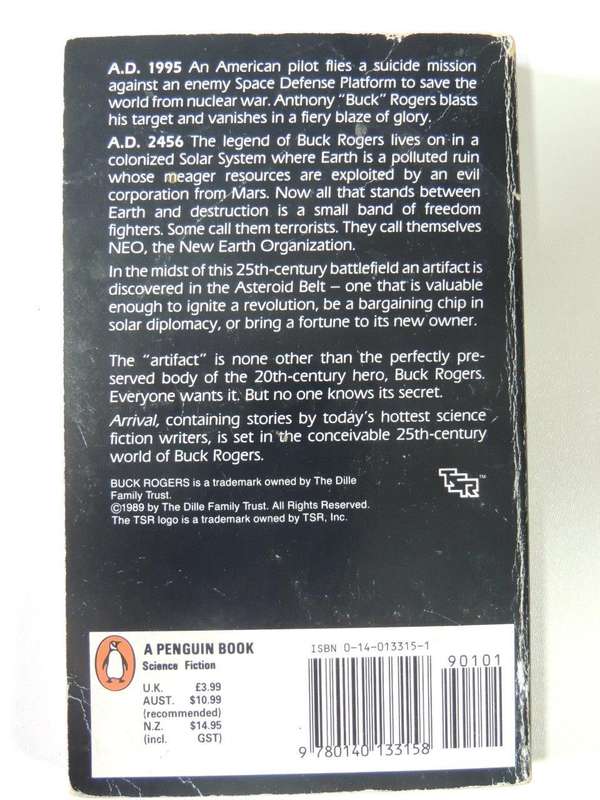 A.D. 1995 An American pilot flies a suicide mission
against an enemy Space Defense Platform to save the
world from nuclear war. Anthony "Buck" Rogers blasts
his target and vanishes in a fiery blaze of glory.
A.D. 2456 The legend of Buck Rogers lives on in a
colonized Solar System where Earth is a polluted ruin
whose meager resources are exploited by an evil
corporation from Mars. Now all that stands between
Earth and destruction is a small band of freedom
fighters. Some call them terrorists. They call themselves
NEO, the New Earth Organization.
In the midst of this 25th-century battlefield an artifact is
discovered in the Asteroid Belt – one that is valuable
enough to ignite a revolution, be a bargaining chip in
solar diplomacy, or bring a fortune to its new owner.
The "artifact" is none other than the perfectly pre-
served body of the 20th-century hero, Buck Rogers.
Everyone wants it. But no one knows its secret.
Arrival, containing stories by today's hottest science
fiction writers, is set in the conceivable 25th-century
world of Buck Rogers.
BUCK ROGERS is a trademark owned by The Dille
Family Trust.
©1989 by The Dille Family Trust. All Rights Reserved.
The TSR logo is a trademark owned by TSR, Inc.
TSR™
A PENGUIN BOOK
Science Fiction
U.K. £3.99
AUST. $10.99
(recommended)
N.Z. $14.95
(incl. GST)
ISBN 0-14-013315-1
90101
9 780140 133158